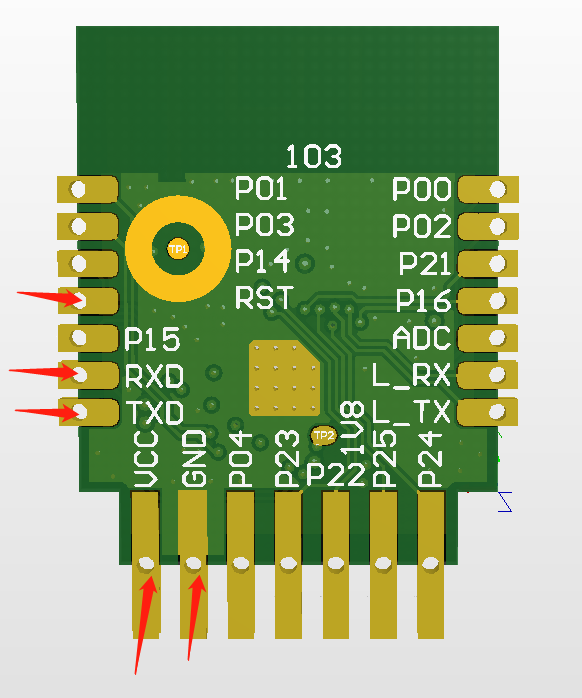 103
P01 P00
P03 P02
TP1
P14 P21
RST P16
P15 ADC
RXD L_RX
TXD L_TX
VCC GND P04 P23 TP2 P22 1V8 P25 P24